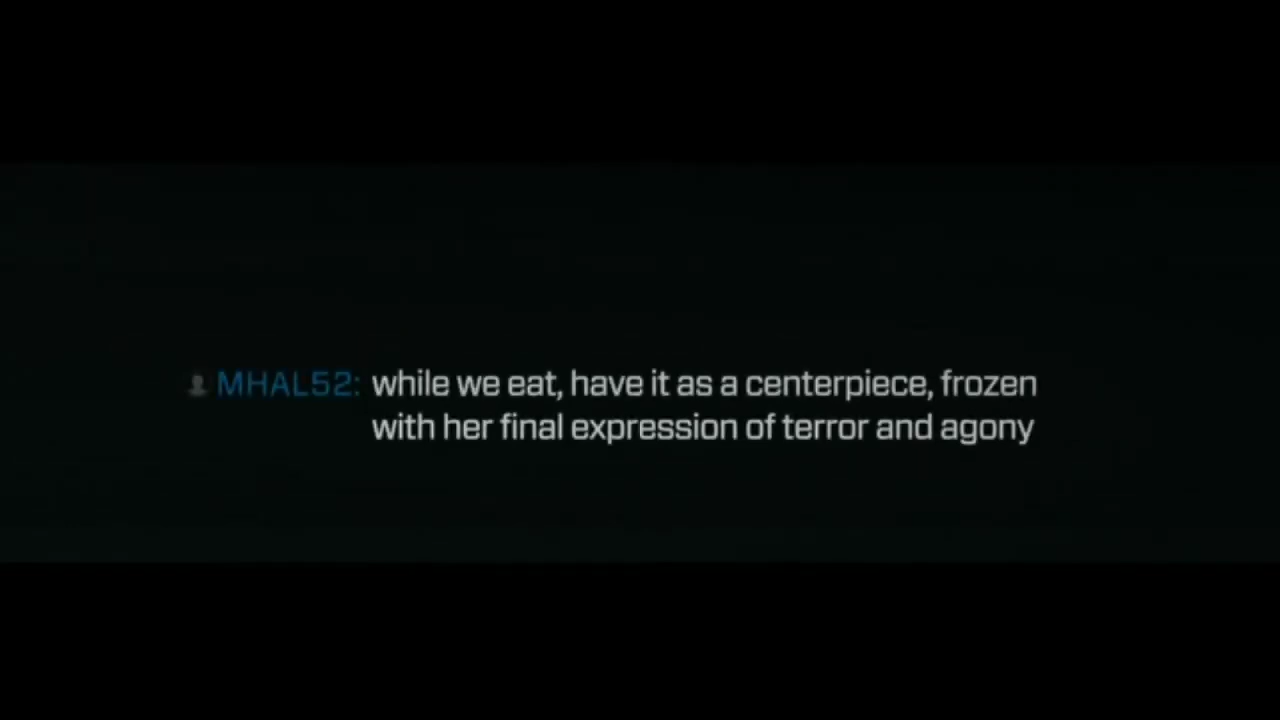 MHAL52: while we eat, have it as a centerpiece, frozen
with her final expression of terror and agony